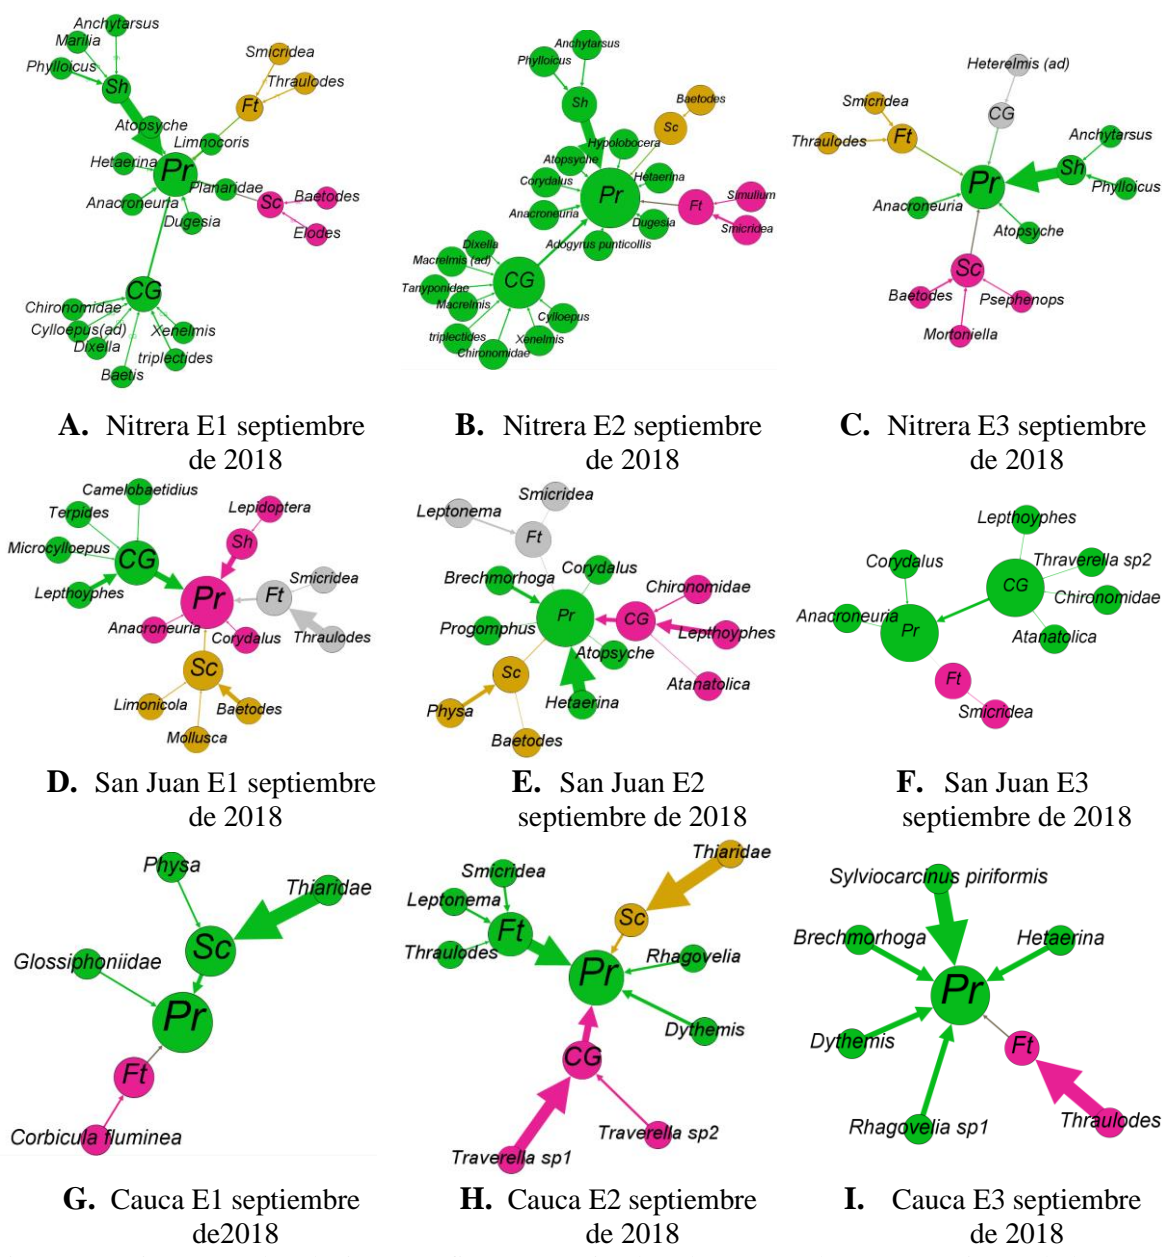 Anchytarsus
Marilia
Phylloicus
Sh
Smicridea
Thraulodes
Ft
Atopsyche
Limnocoris
Hetaerina
Pr
Planaridae
Sc
Baetodes
Anacroneuria
Dugesia
Elodes
CG
Chironomidae
Cylloepus(ad)
Xenelmis
Dixella
triplectides
Baetis
A. Nitrera E1 septiembre
de 2018
Anchytarsus
Phylloicus
Sh
Baetodes
Sc
Hypolobocera
Atopsyche
Corydalus
Hetaerina
Pr
Simulium
Ft
Anacroneuria
Dugesia
Smicridea
Adogyrus punticollis
Dixella
Macrelmis (ad)
CG
Tanyponidae
Macrelmis
Cylloepus
triplectides
Xenelmis
Chironomidae
B. Nitrera E2 septiembre
de 2018
Heterelmis (ad)
Smicridea
CG
Thraulodes
Ft
Anchytarsus
Sh
Pr
Phylloicus
Anacroneuria
Atopsyche
Sc
Baetodes
Psephenops
Mortoniella
C. Nitrera E3 septiembre
de 2018
Camelobaetidius
Terpides
Lepidoptera
Microcylloepus
CG
Sh
Smicridea
Lepthoyphes
Pr
Ft
Anacroneuria
Corydalus
Thraulodes
Sc
Limonicola
Baetodes
Mollusca
D. San Juan E1 septiembre
de 2018
Smicridea
Leptonema
Ft
Corydalus
Brechmorhoga
Chironomidae
Pr
CG
Progomphus
Lepthoyphes
Atopsyche
Sc
Atanatolica
Hetaerina
Physa
Baetodes
E. San Juan E2
septiembre de 2018
Lepthoyphes
Corydalus
Thraverella sp2
CG
Chironomidae
Anacroneuria
Pr
Atanatolica
Ft
Smicridea
F. San Juan E3
septiembre de 2018
Physa
Thiaridae
Sc
Glossiphoniidae
Pr
Ft
Corbicula fluminea
G. Cauca E1 septiembre
de2018
Thiaridae
Smicridea
Leptonema
Sc
Ft
Thraulodes
Rhagovelia
Pr
Dythemis
CG
Traverella sp2
Traverella sp1
H. Cauca E2 septiembre
de 2018
Sylviocarcinus piriformis
Brechmorhoga
Hetaerina
Pr
Dythemis
Ft
Rhagovelia sp1
Thraulodes
I. Cauca E3 septiembre
de 2018